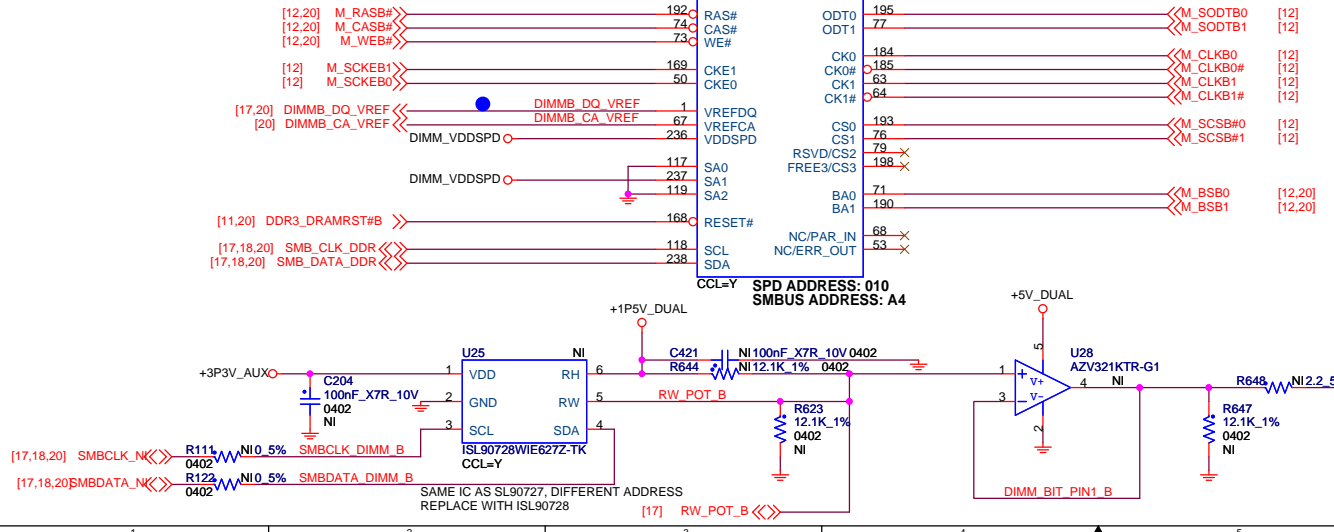 [12,20] M_RASB# 192 RAS# ODT0 195 M_SODTB0 [12]
[12,20] M_CASB# 74 CAS# ODT1 77 M_SODTB1 [12]
[12,20] M_WEB# 73 WE#
CK0 184 M_CLKB0 [12]
[12] M_SCKEB1 169 CKE1 CK0# 185 M_CLKB0# [12]
[12] M_SCKEB0 50 CKE0 CK1 63 M_CLKB1 [12]
CK1# 64 M_CLKB1# [12]
[17,20] DIMMB_DQ_VREF DIMMB_DQ_VREF 1 VREFDQ
[20] DIMMB_CA_VREF DIMMB_CA_VREF 67 VREFCA CS0 193 M_SCSB#0 [12]
DIMM_VDDSPD 236 VDDSPD CS1 76 M_SCSB#1 [12]
RSVD/CS2 79
117 SA0 FREE3/CS3 198
DIMM_VDDSPD 237 SA1
119 SA2 BA0 71 M_BSB0 [12,20]
BA1 190 M_BSB1 [12,20]
[11,20] DDR3_DRAMRST#B 168 RESET#
NC/PAR_IN 68
[17,18,20] SMB_CLK_DDR 118 SCL NC/ERR_OUT 53
[17,18,20] SMB_DATA_DDR 238 SDA
CCL=Y SPD ADDRESS: 010
SMBUS ADDRESS: A4
+1P5V_DUAL
+5V_DUAL
U25 NI
C421 NI 100nF_X7R_10V 0402
R644 NI 12.1K_1% 0402
5 U28
AZV321KTR-G1
+3P3V_AUX 1 VDD RH 6
1 + V+ 4 NI
C204
100nF_X7R_10V
0402
NI
R648 NI 2.2_5
2 GND RW 5 RW_POT_B
3 − V- 2
R623
12.1K_1%
0402
NI
R647
12.1K_1%
0402
NI
3 SCL SDA 4
ISL90728WIE627Z-TK
CCL=Y
[17,18,20] SMBCLK_N R111 NI 0_5% SMBCLK_DIMM_B
0402
[17,18,20] SMBDATA_N R122 NI 0_5% SMBDATA_DIMM_B
0402
DIMM_BIT_PIN1_B
SAME IC AS SL90727, DIFFERENT ADDRESS
REPLACE WITH ISL90728
[17] RW_POT_B